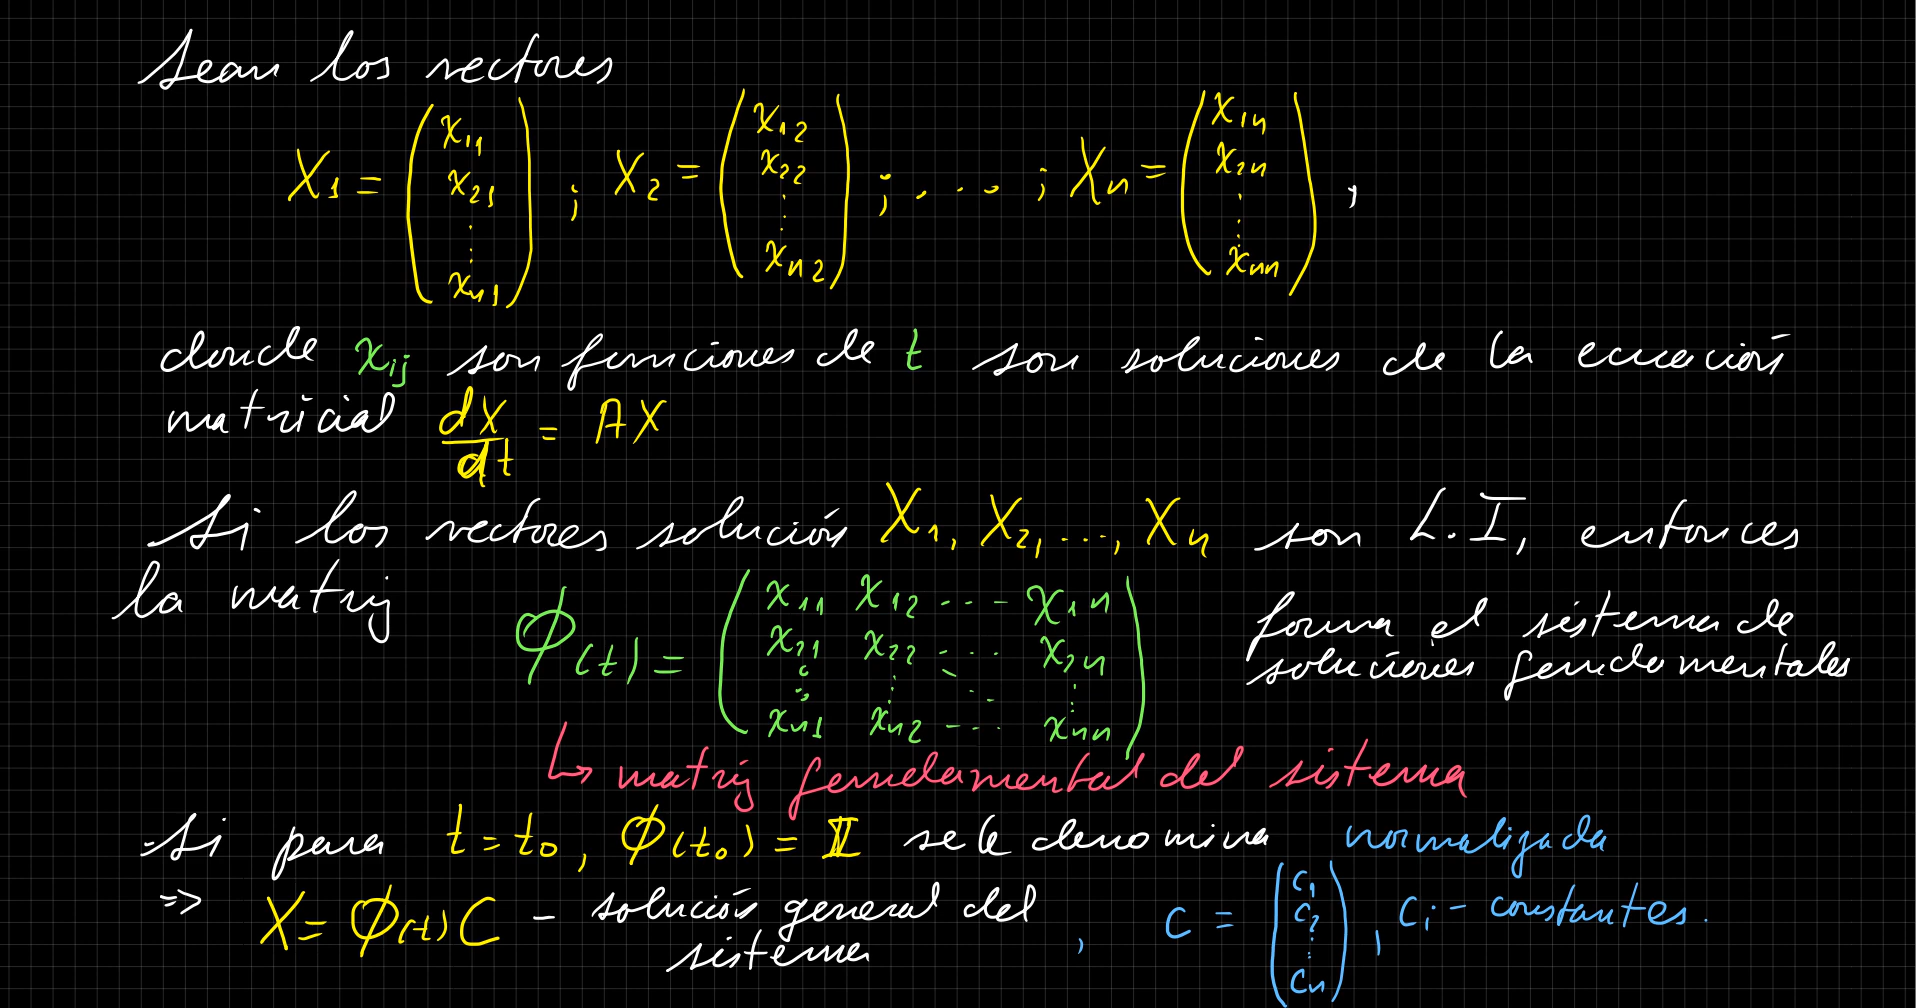 Sean los vectores
X₁ = (x₁₁ x₂₁ ⋮ xₙ₁) ; X₂ = (x₁₂ x₂₂ ⋮ xₙ₂) ; . . . ; Xₙ = (x₁ₙ x₂ₙ ⋮ xₙₙ) ,
donde xᵢⱼ son funciones de t son soluciones de la ecuación
matricial dX/dt = AX
Si los vectores solución X₁, X₂, ..., Xₙ son L.I, entonces
la matriz ϕ(t) = (x₁₁ x₁₂ ... x₁ₙ
x₂₁ x₂₂ ... x₂ₙ
⋮ ⋮ ⋱ ⋮
xₙ₁ xₙ₂ ... xₙₙ) forma el sistema de
soluciones fundamentales
↳ matriz fundamental del sistema
Si para t = t₀, ϕ(t₀) = 𝕀 se le denomina normalizada
=> X = ϕ(t) C - solución general del
sistema , C = (C₁ C₂ ⋮ Cₙ) , Cᵢ - constantes.